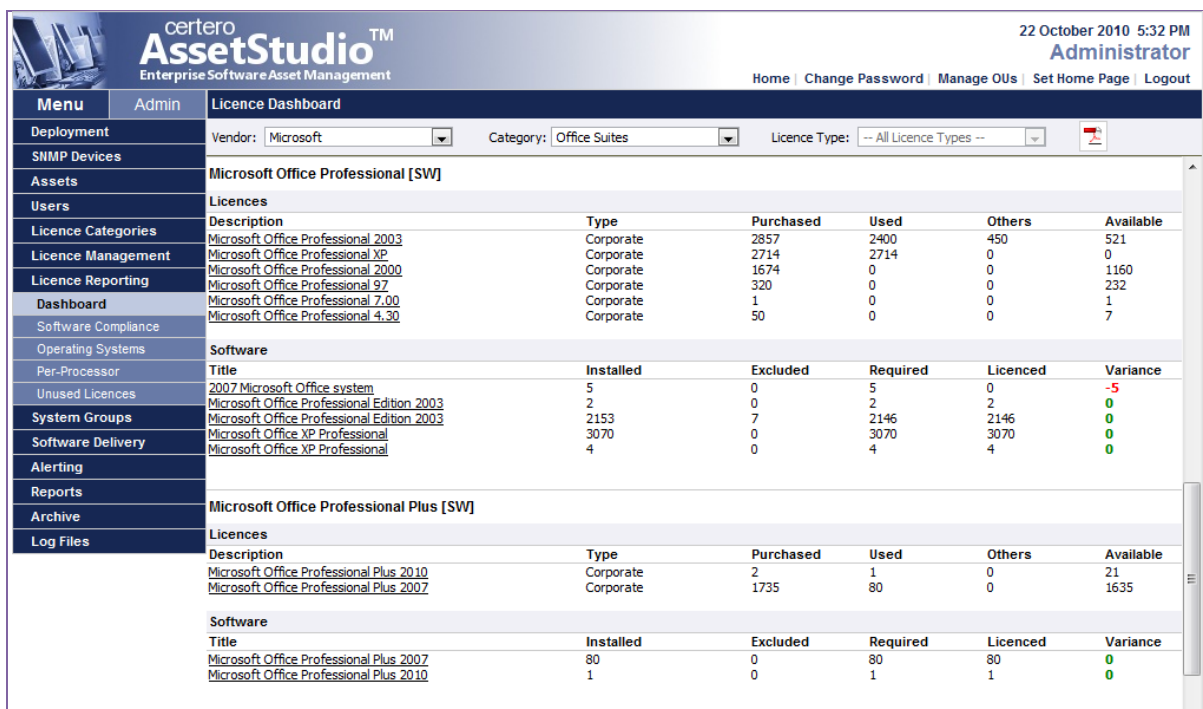 certero
AssetStudio™
Enterprise Software Asset Management
22 October 2010 5:32 PM
Administrator
Home | Change Password | Manage OUs | Set Home Page | Logout
Menu Admin Licence Dashboard
Vendor: Microsoft Category: Office Suites Licence Type: -- All Licence Types --
Deployment
SNMP Devices
Assets
Users
Licence Categories
Licence Management
Licence Reporting
Dashboard
Software Compliance
Operating Systems
Per-Processor
Unused Licences
System Groups
Software Delivery
Alerting
Reports
Archive
Log Files
Microsoft Office Professional [SW]
Licences
Description Type Purchased Used Others Available
Microsoft Office Professional 2003 Corporate 2857 2400 450 521
Microsoft Office Professional XP Corporate 2714 2714 0 0
Microsoft Office Professional 2000 Corporate 1674 0 0 1160
Microsoft Office Professional 97 Corporate 320 0 0 232
Microsoft Office Professional 7.00 Corporate 1 0 0 1
Microsoft Office Professional 4.30 Corporate 50 0 0 7
Software
Title Installed Excluded Required Licenced Variance
2007 Microsoft Office system 5 0 5 0 -5
Microsoft Office Professional Edition 2003 2 0 2 2 0
Microsoft Office Professional Edition 2003 2153 7 2146 2146 0
Microsoft Office XP Professional 3070 0 3070 3070 0
Microsoft Office XP Professional 4 0 4 4 0
Microsoft Office Professional Plus [SW]
Licences
Description Type Purchased Used Others Available
Microsoft Office Professional Plus 2010 Corporate 2 1 0 21
Microsoft Office Professional Plus 2007 Corporate 1735 80 0 1635
Software
Title Installed Excluded Required Licenced Variance
Microsoft Office Professional Plus 2007 80 0 80 80 0
Microsoft Office Professional Plus 2010 1 0 1 1 0